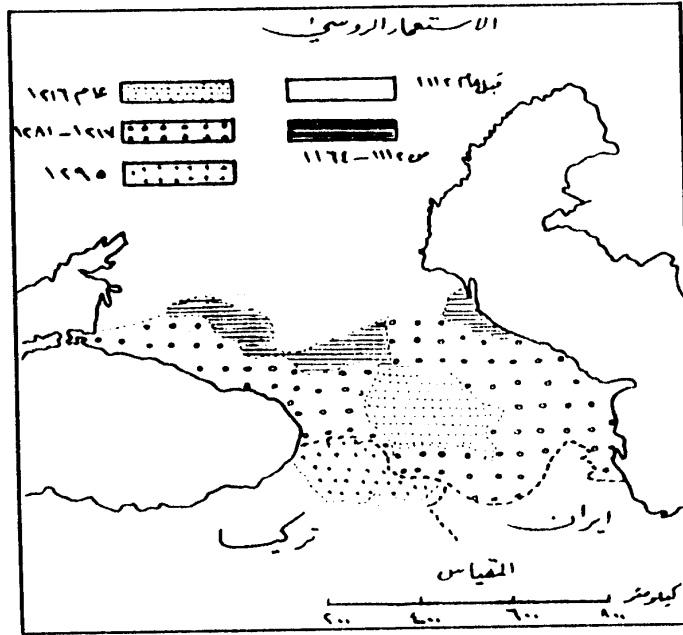 الاستعمار الروسي
قبل عام ١١١٢
من ١١١٢ – ١١٦٤
عام ١٢١٦
١٢١٧ – ١٢٨١
١٢٩٥
تركيا
ايران
المقياس
كيلومتر
٢٠٠ ٤٠٠ ٦٠٠ ٨٠٠